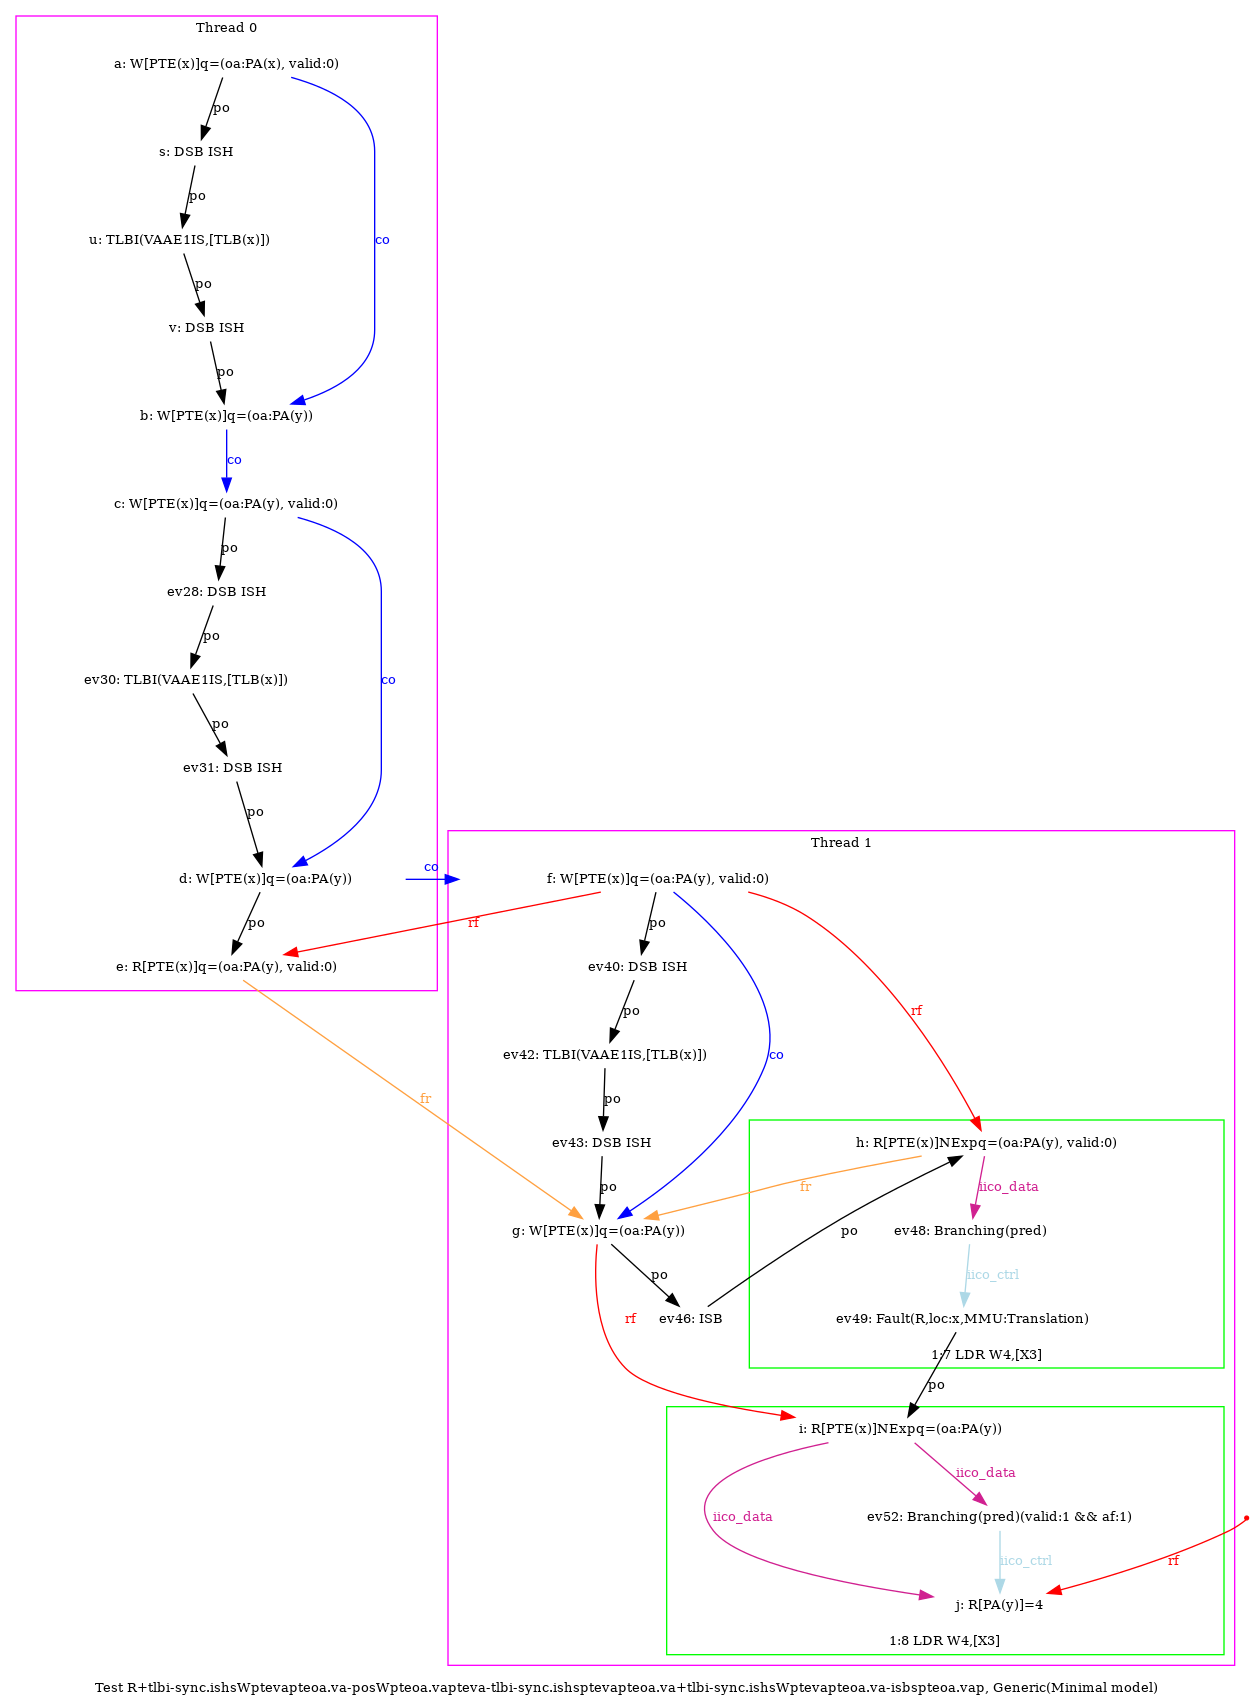 Thread 0
a: W[PTE(x)]q=(oa:PA(x), valid:0)
po
s: DSB ISH
po
u: TLBI(VAAE1IS,[TLB(x)])
co
po
v: DSB ISH
po
b: W[PTE(x)]q=(oa:PA(y))
co
c: W[PTE(x)]q=(oa:PA(y), valid:0)
po
ev28: DSB ISH
po
ev30: TLBI(VAAE1IS,[TLB(x)])
co
po
ev31: DSB ISH
po
d: W[PTE(x)]q=(oa:PA(y))
co
po
e: R[PTE(x)]q=(oa:PA(y), valid:0)
rf
fr
Thread 1
f: W[PTE(x)]q=(oa:PA(y), valid:0)
po
ev40: DSB ISH
po
rf
ev42: TLBI(VAAE1IS,[TLB(x)])
co
po
ev43: DSB ISH
h: R[PTE(x)]NExpq=(oa:PA(y), valid:0)
po
fr
iico_data
g: W[PTE(x)]q=(oa:PA(y))
po
ev48: Branching(pred)
po
iico_ctrl
rf
ev46: ISB
ev49: Fault(R,loc:x,MMU:Translation)
1:7 LDR W4,[X3]
po
i: R[PTE(x)]NExpq=(oa:PA(y))
iico_data
iico_data
ev52: Branching(pred)(valid:1 && af:1)
iico_ctrl
rf
j: R[PA(y)]=4
1:8 LDR W4,[X3]
Test R+tlbi-sync.ishsWptevapteoa.va-posWpteoa.vapteva-tlbi-sync.ishsptevapteoa.va+tlbi-sync.ishsWptevapteoa.va-isbspteoa.vap, Generic(Minimal model)